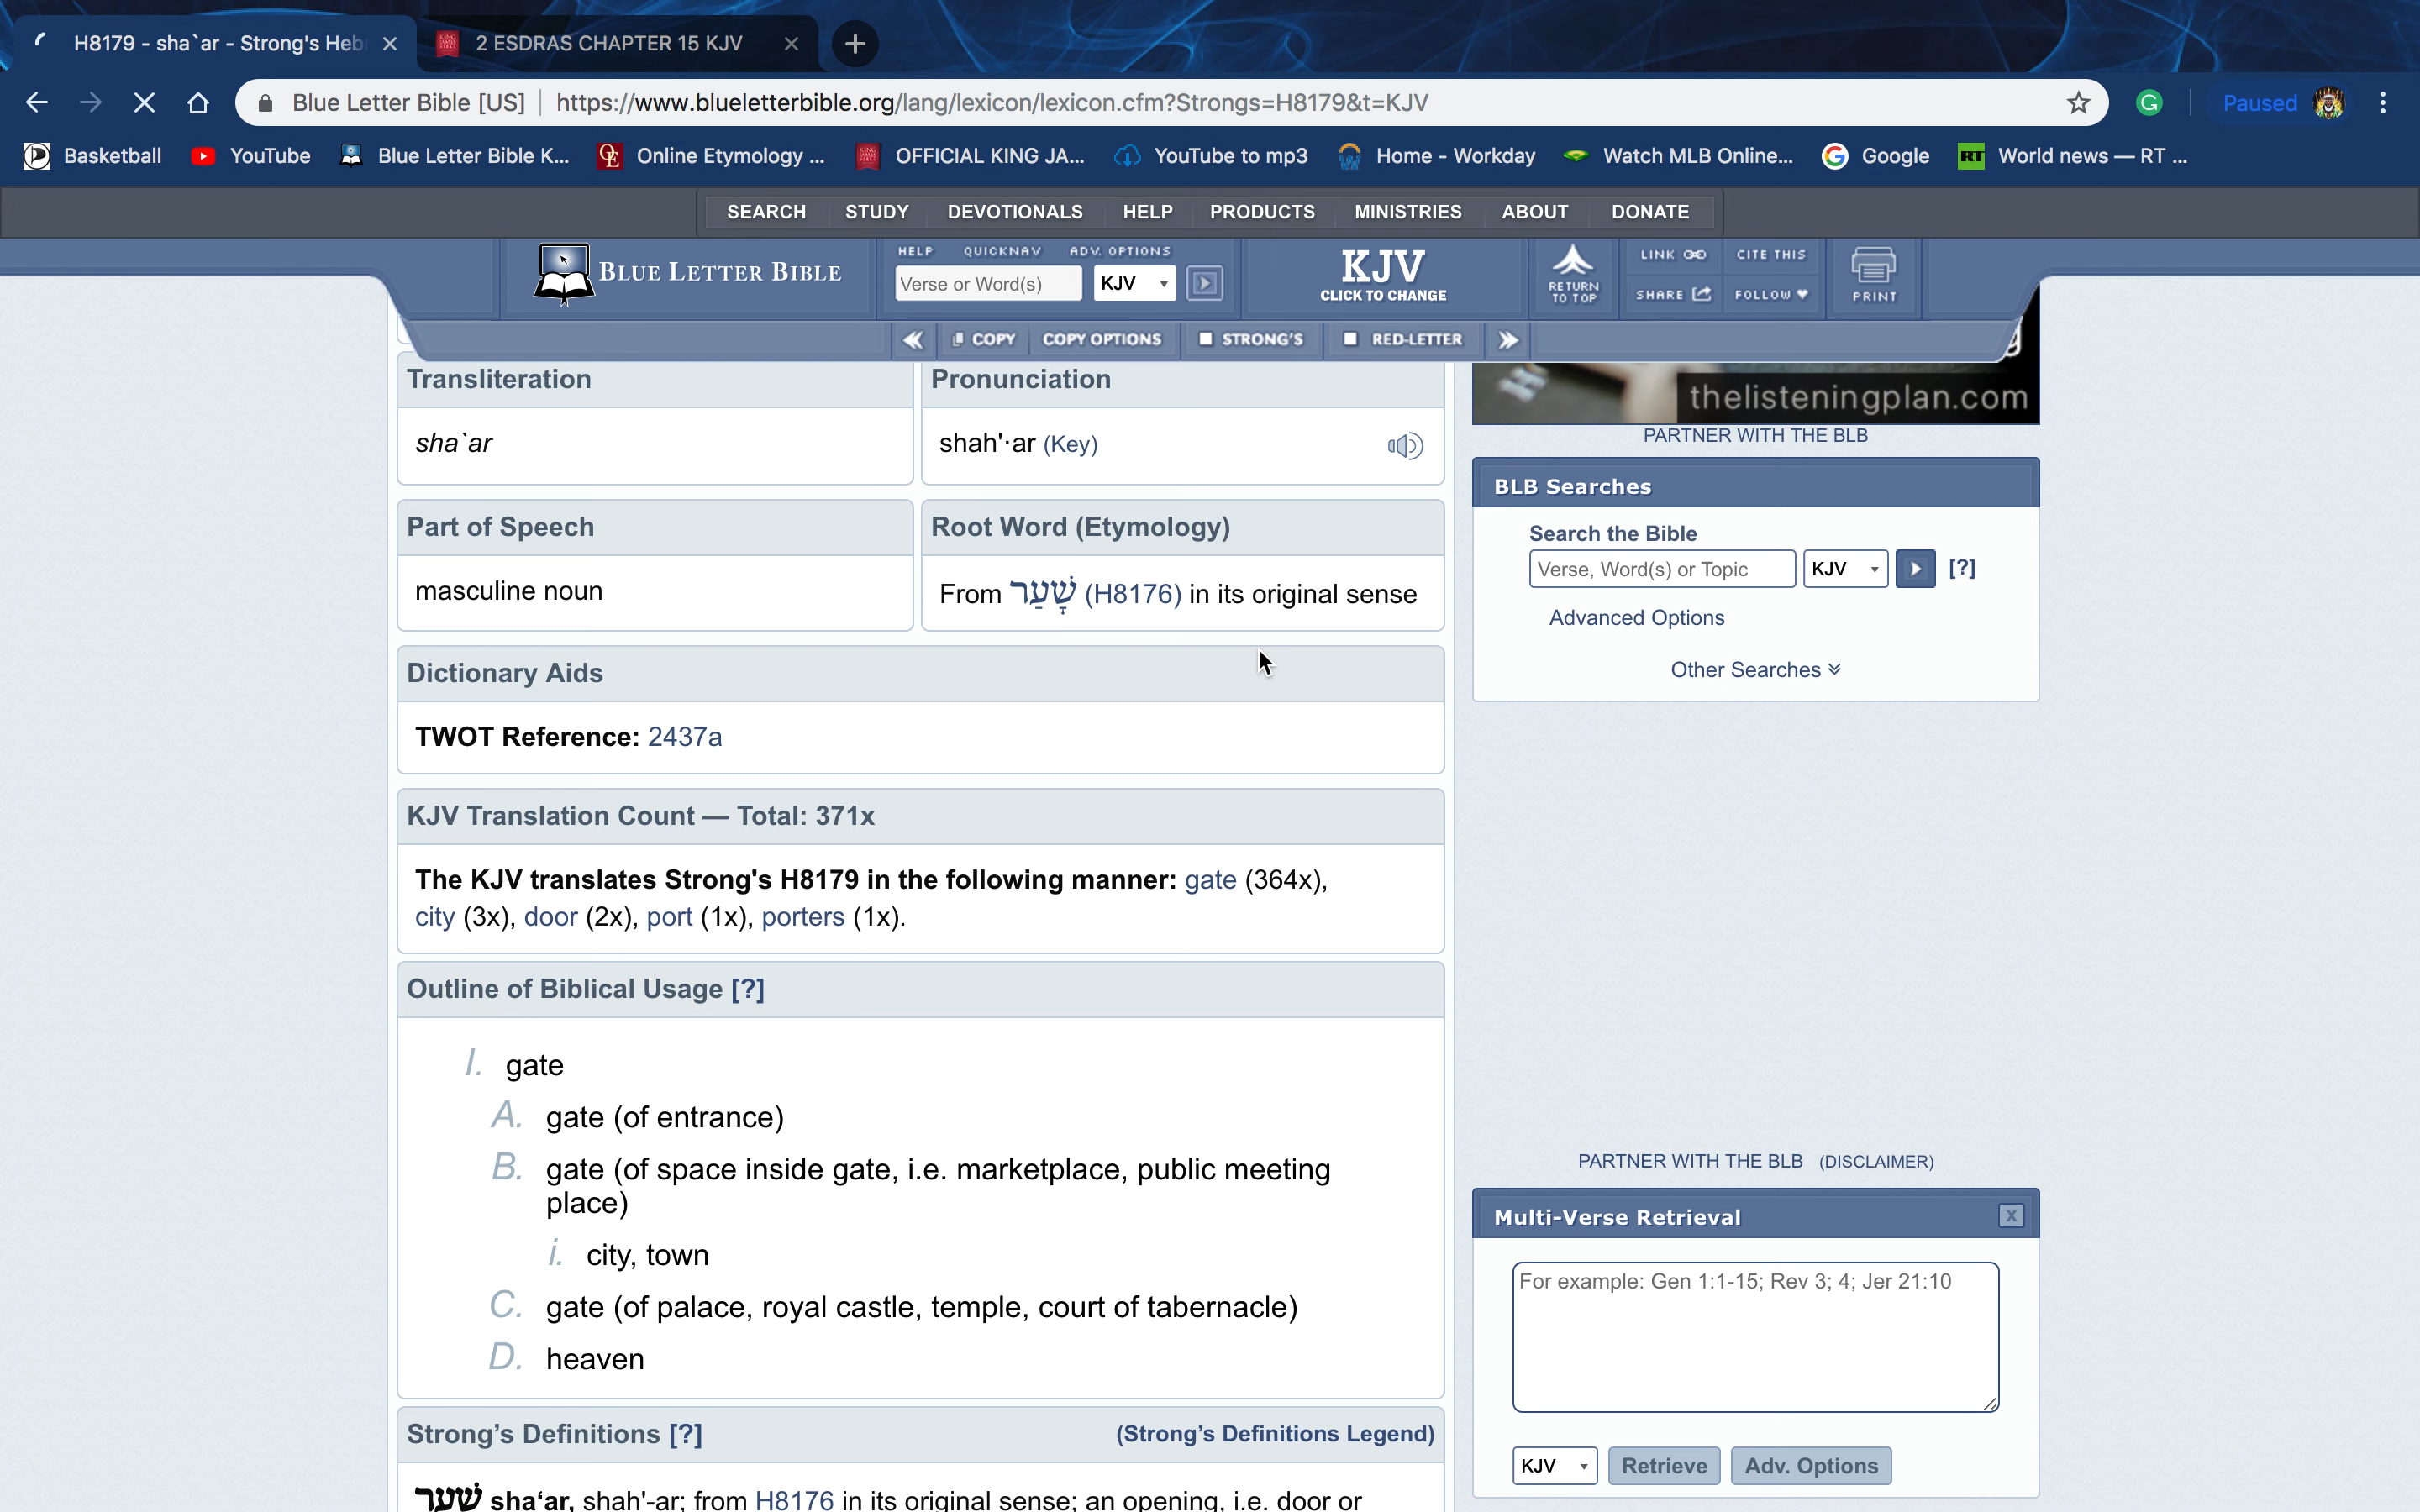 H8179 - sha`ar - Strong's Heb
2 ESDRAS CHAPTER 15 KJV
Blue Letter Bible [US]
https://www.blueletterbible.org/lang/lexicon/lexicon.cfm?Strongs=H8179&t=KJV
Paused
Basketball
YouTube
Blue Letter Bible K...
Online Etymology ...
OFFICIAL KING JA...
YouTube to mp3
Home - Workday
Watch MLB Online...
Google
RT
World news — RT ...
SEARCH
STUDY
DEVOTIONALS
HELP
PRODUCTS
MINISTRIES
ABOUT
DONATE
BLUE LETTER BIBLE
HELP
QUICKNAV
ADV. OPTIONS
Verse or Word(s)
KJV
KJV
CLICK TO CHANGE
RETURN
TO TOP
LINK
CITE THIS
SHARE
FOLLOW
PRINT
COPY
COPY OPTIONS
STRONG'S
RED-LETTER
Transliteration
sha`ar
Pronunciation
shah'·ar (Key)
Part of Speech
masculine noun
Root Word (Etymology)
From שָׁעַר (H8176) in its original sense
Dictionary Aids
TWOT Reference: 2437a
KJV Translation Count — Total: 371x
The KJV translates Strong's H8179 in the following manner: gate (364x),
city (3x), door (2x), port (1x), porters (1x).
Outline of Biblical Usage [?]
I. gate
A. gate (of entrance)
B. gate (of space inside gate, i.e. marketplace, public meeting
place)
i. city, town
C. gate (of palace, royal castle, temple, court of tabernacle)
D. heaven
Strong's Definitions [?]
(Strong's Definitions Legend)
שַׁעַר sha‘ar, shah'-ar; from H8176 in its original sense; an opening, i.e. door or
thelisteningplan.com
PARTNER WITH THE BLB
BLB Searches
Search the Bible
Verse, Word(s) or Topic
KJV
[?]
Advanced Options
Other Searches
PARTNER WITH THE BLB (DISCLAIMER)
Multi-Verse Retrieval
X
For example: Gen 1:1-15; Rev 3; 4; Jer 21:10
KJV
Retrieve
Adv. Options